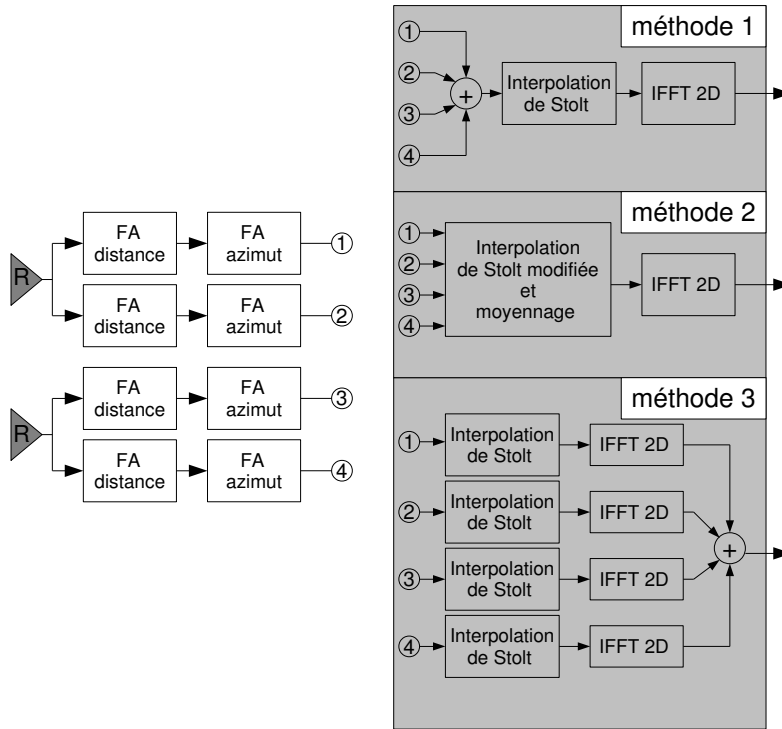 R
FA
distance
FA
azimut
1
FA
distance
FA
azimut
2
R
FA
distance
FA
azimut
3
FA
distance
FA
azimut
4
méthode 1
1
2
3
4
+
Interpolation
de Stolt
IFFT 2D
méthode 2
1
2
3
4
Interpolation
de Stolt modifiée
et
moyennage
IFFT 2D
méthode 3
1
Interpolation
de Stolt
IFFT 2D
2
Interpolation
de Stolt
IFFT 2D
3
Interpolation
de Stolt
IFFT 2D
4
Interpolation
de Stolt
IFFT 2D
+